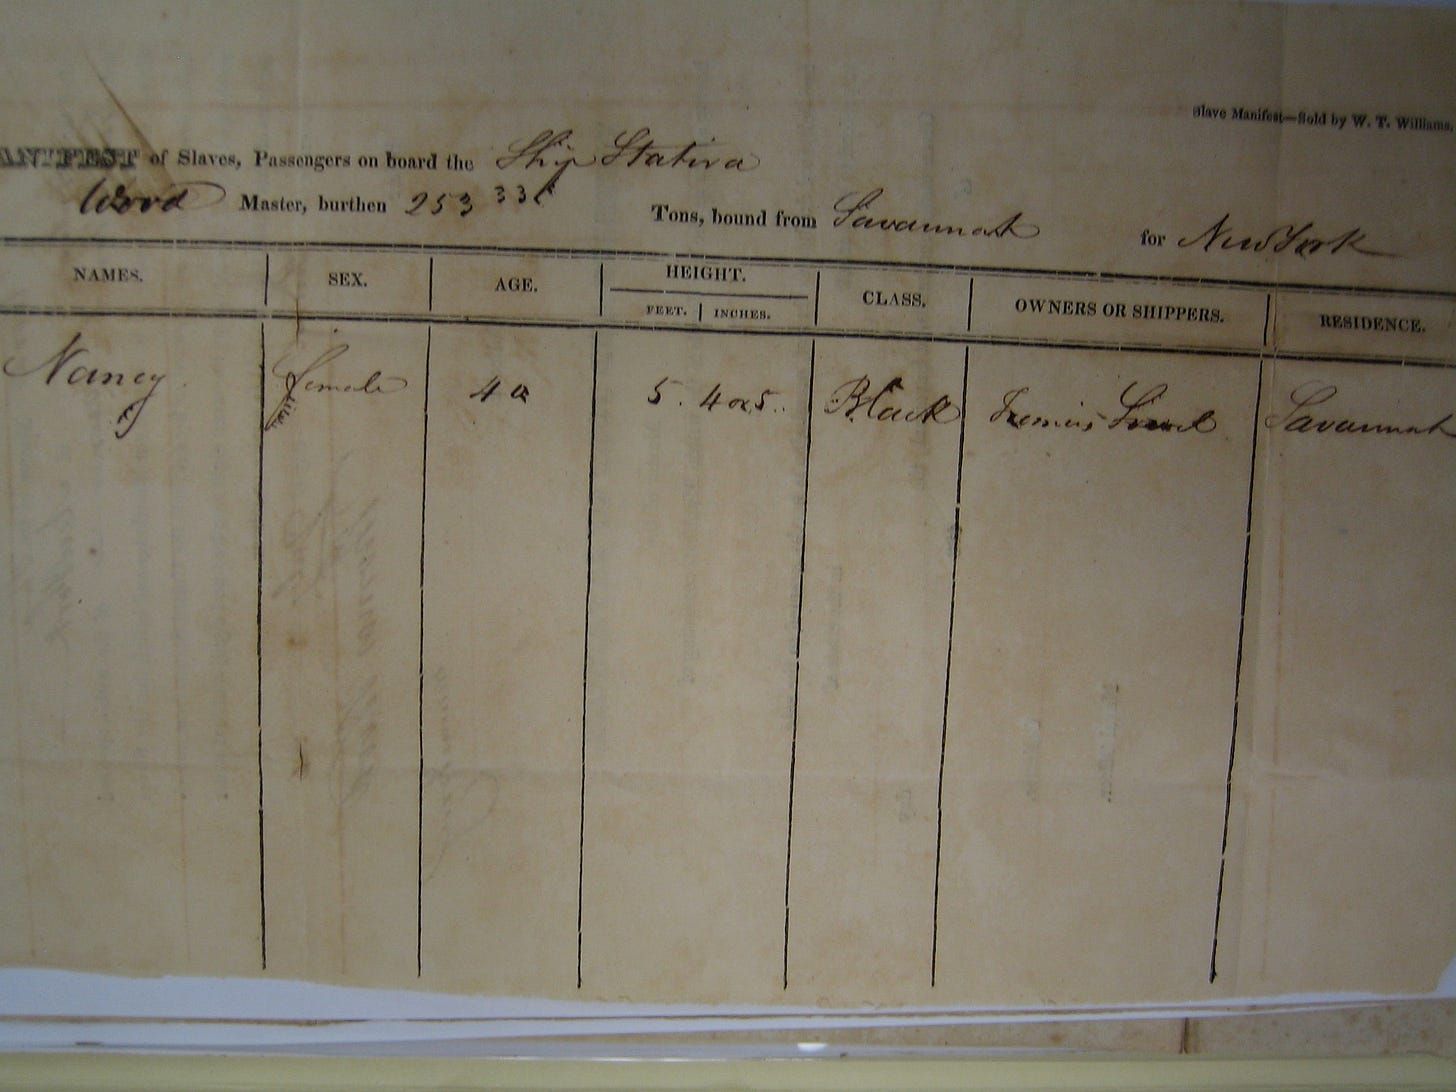 Slave Manifest—Sold by W. T. Williams,
ANIFEST of Slaves, Passengers on board the Ship Statira
Wood Master, burthen 253 Tons, bound from Savannah for New York
NAMES. SEX. AGE. HEIGHT. CLASS. OWNERS OR SHIPPERS. RESIDENCE.
FEET. INCHES.
Nancy female 40 5. 4 or 5. Black Francis Savannah